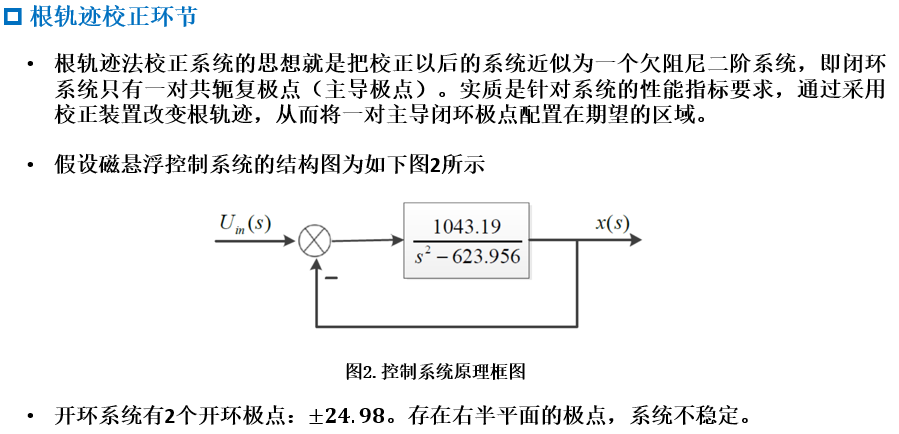 根轨迹校正环节
• 根轨迹法校正系统的思想就是把校正以后的系统近似为一个欠阻尼二阶系统，即闭环
系统只有一对共轭复极点（主导极点）。实质是针对系统的性能指标要求，通过采用
校正装置改变根轨迹，从而将一对主导闭环极点配置在期望的区域。
• 假设磁悬浮控制系统的结构图为如下图2所示
U_in(s)
1043.19
s² − 623.956
x(s)
−
图2. 控制系统原理框图
• 开环系统有2个开环极点：±24.98。存在右半平面的极点，系统不稳定。